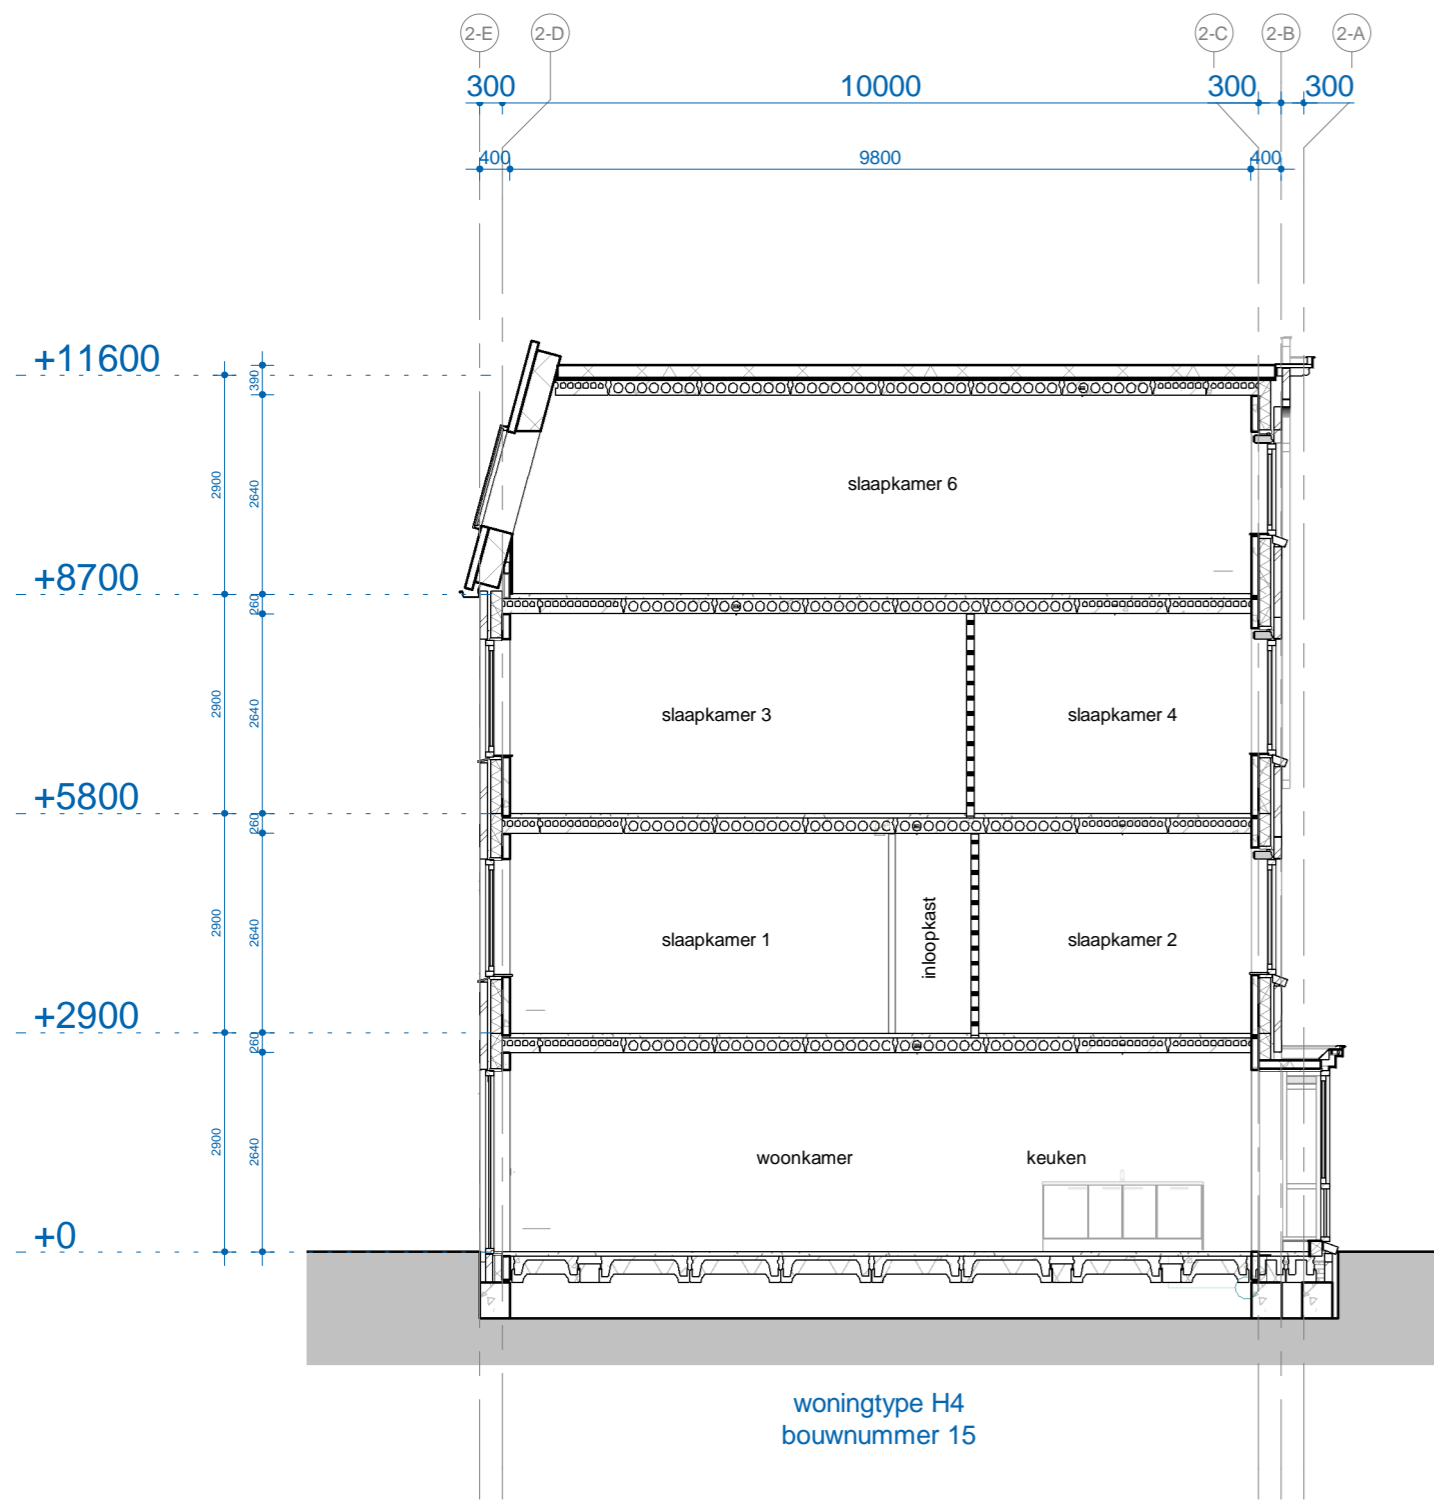 2-E 2-D 2-C 2-B 2-A
300 10000 300 300
400 9800 400
+11600
390
2900
2640
slaapkamer 6
+8700
260
2900
2640
slaapkamer 3
slaapkamer 4
+5800
260
2900
2640
slaapkamer 1
inloopkast
slaapkamer 2
+2900
260
2900
2640
woonkamer
keuken
+0
woningtype H4
bouwnummer 15